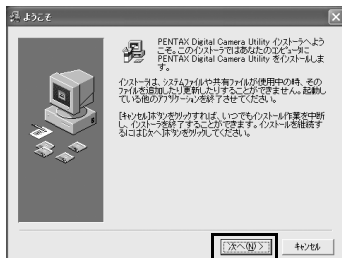 ようこそ
PENTAX Digital Camera Utility インストーラへよう
こそ。このインストーラではあなたのコンピュータに
PENTAX Digital Camera Utility をインストールしま
す。
インストーラは、システムファイルや共有ファイルが使用中の時、その
ファイルを追加したり更新したりすることができません。起動し
ている他のアプリケーションを終了させてください。
[キャンセル]ボタンをクリックすれば、いつでもインストール作業を中断
し、インストーラを終了することができます。インストールを継続す
るには[次へ]ボタンをクリックしてください。
次へ(N) >
キャンセル